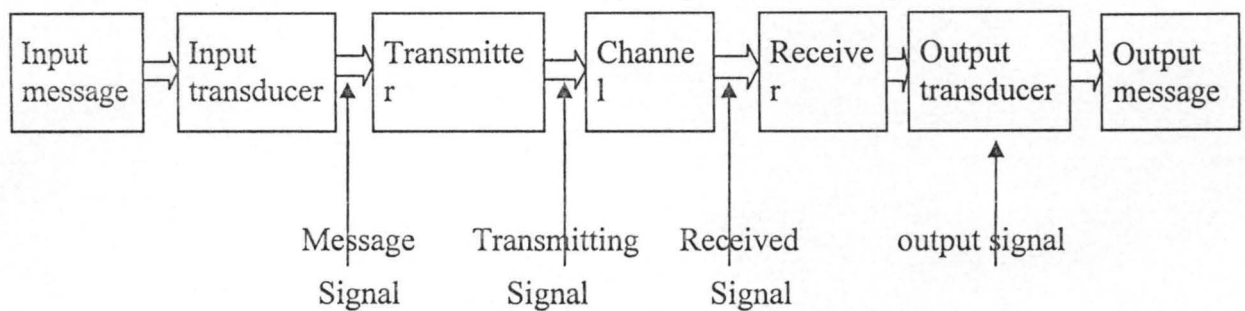 Input
message
Input
transducer
Transmitte
r
Channe
l
Receive
r
Output
transducer
Output
message
Message
Signal
Transmitting
Signal
Received
Signal
output signal